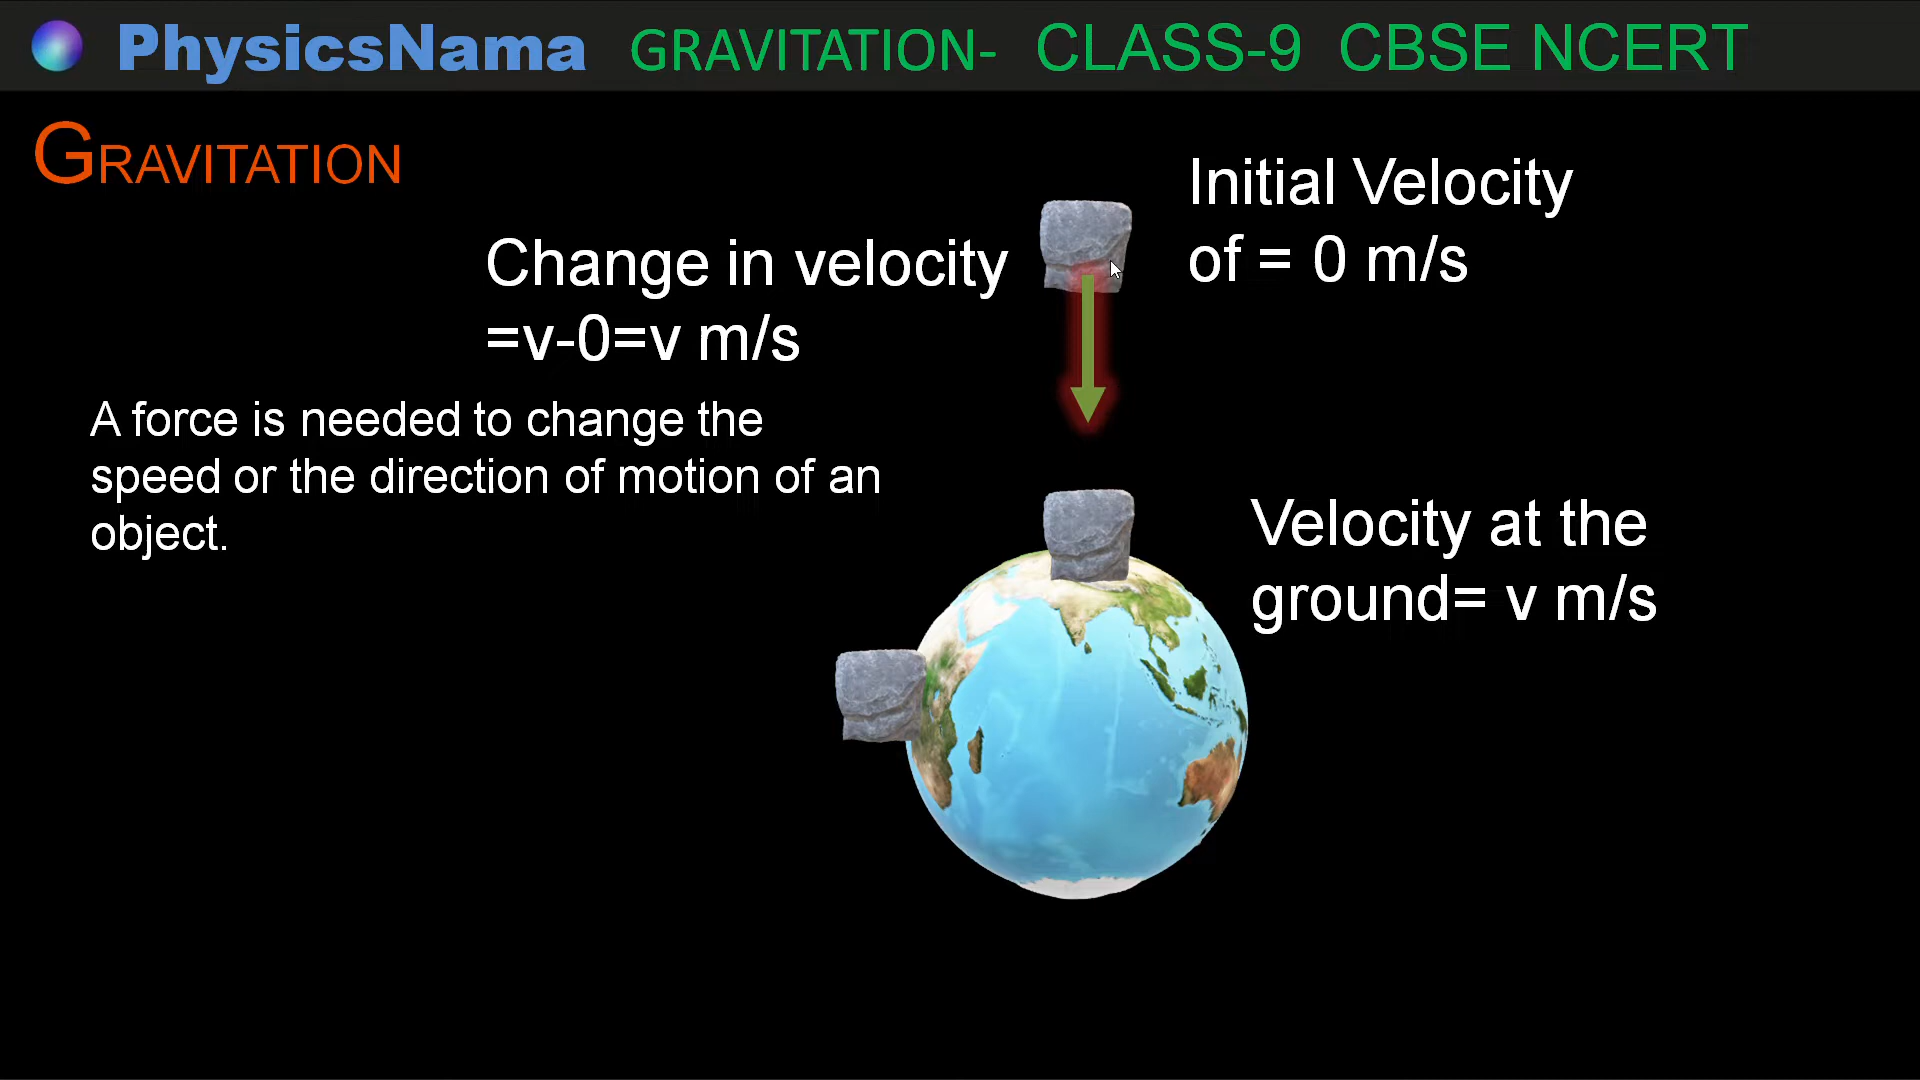 PhysicsNama GRAVITATION- CLASS-9 CBSE NCERT
GRAVITATION
Initial Velocity
of = 0 m/s
Change in velocity
=v-0=v m/s
A force is needed to change the
speed or the direction of motion of an
object.
Velocity at the
ground= v m/s